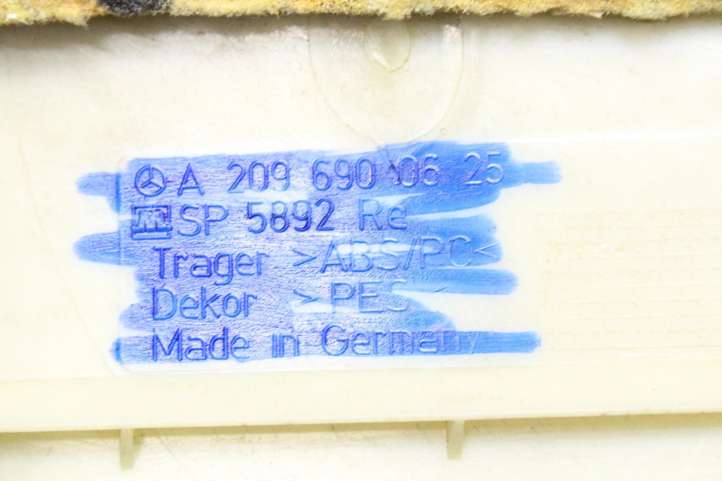 A 209 690 06 25
SP 5892 Re
Trager >ABS/PC<
Dekor >PES<
Made in Germany